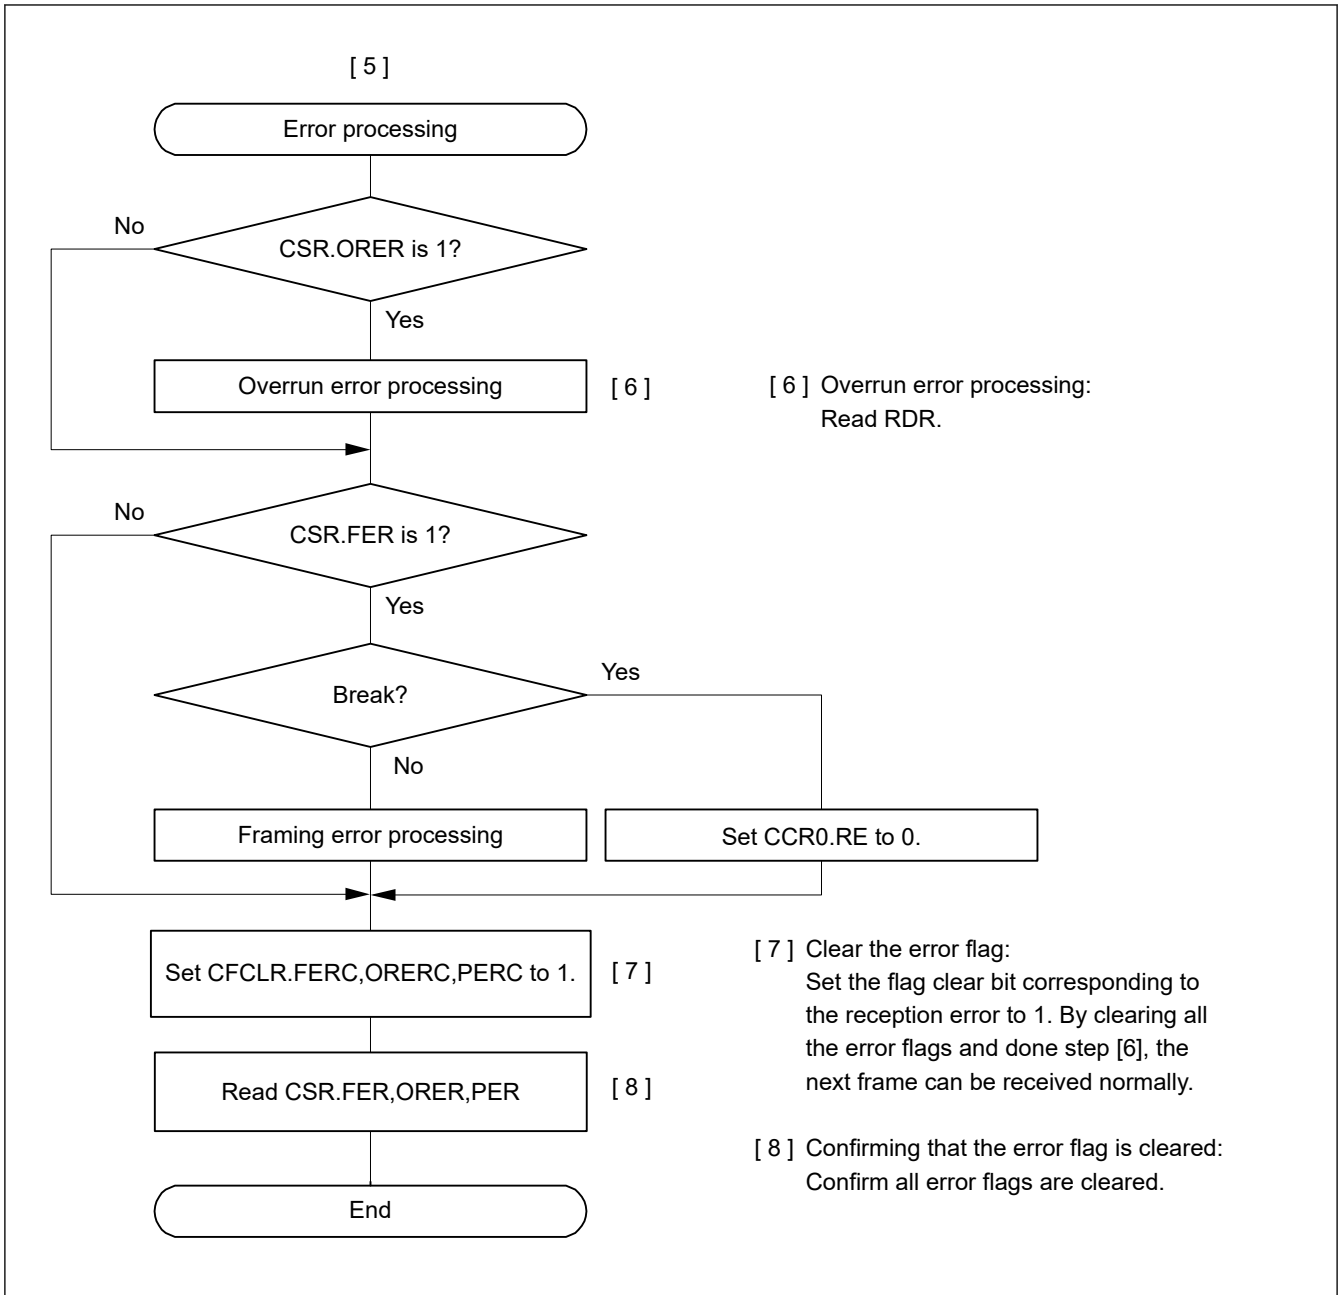 [ 5 ]
Error processing
No
CSR.ORER is 1?
Yes
Overrun error processing
[ 6 ]
[ 6 ] Overrun error processing:
Read RDR.
No
CSR.FER is 1?
Yes
Break?
Yes
No
Framing error processing
Set CCR0.RE to 0.
Set CFCLR.FERC,ORERC,PERC to 1.
[ 7 ]
[ 7 ] Clear the error flag:
Set the flag clear bit corresponding to
the reception error to 1. By clearing all
the error flags and done step [6], the
next frame can be received normally.
Read CSR.FER,ORER,PER
[ 8 ]
[ 8 ] Confirming that the error flag is cleared:
Confirm all error flags are cleared.
End